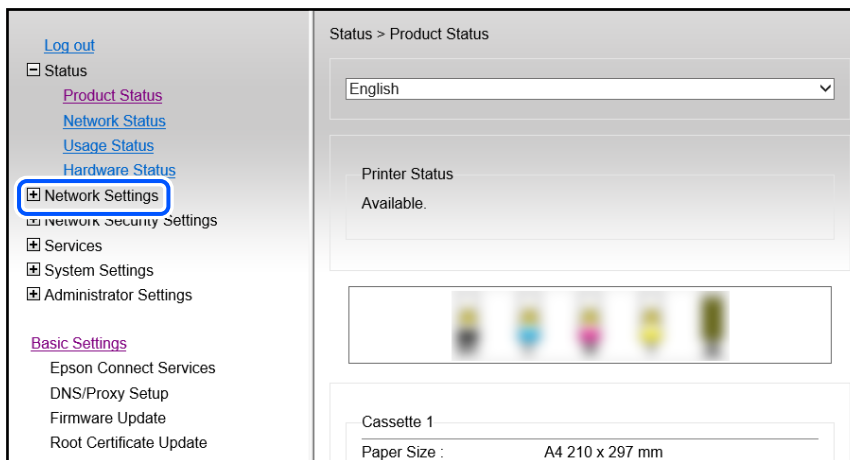 Log out
Status
Product Status
Network Status
Usage Status
Hardware Status
Network Settings
Network Security Settings
Services
System Settings
Administrator Settings
Basic Settings
Epson Connect Services
DNS/Proxy Setup
Firmware Update
Root Certificate Update
Status > Product Status
English
Printer Status
Available.
Cassette 1
Paper Size : A4 210 x 297 mm